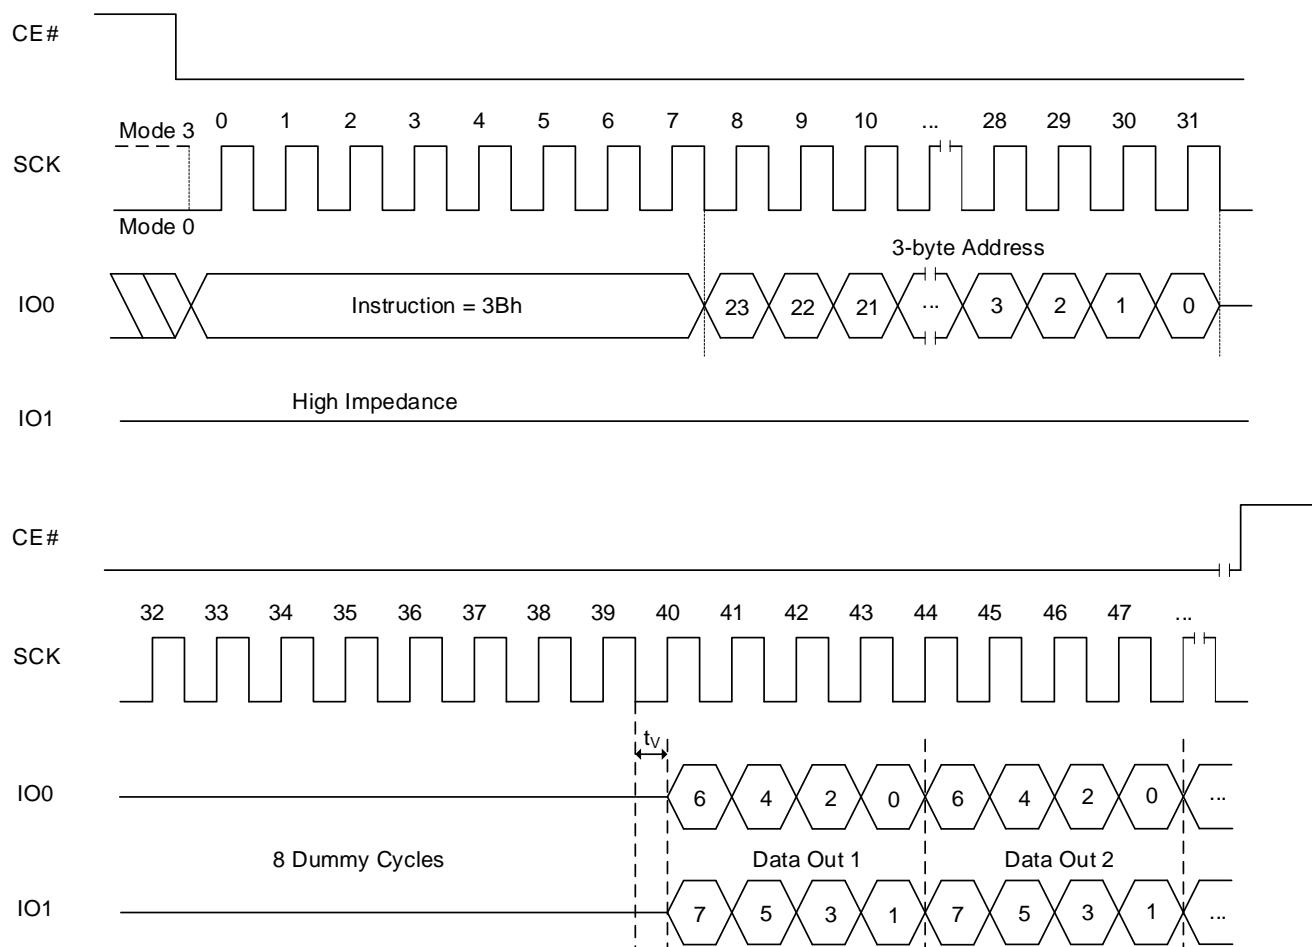 CE#
Mode 3
0 1 2 3 4 5 6 7 8 9 10 ... 28 29 30 31
SCK
Mode 0
3-byte Address
IO0
Instruction = 3Bh
23 22 21 ... 3 2 1 0
High Impedance
IO1
CE#
32 33 34 35 36 37 38 39 40 41 42 43 44 45 46 47 ...
SCK
tV
IO0
6 4 2 0 6 4 2 0 ...
8 Dummy Cycles
Data Out 1
Data Out 2
IO1
7 5 3 1 7 5 3 1 ...